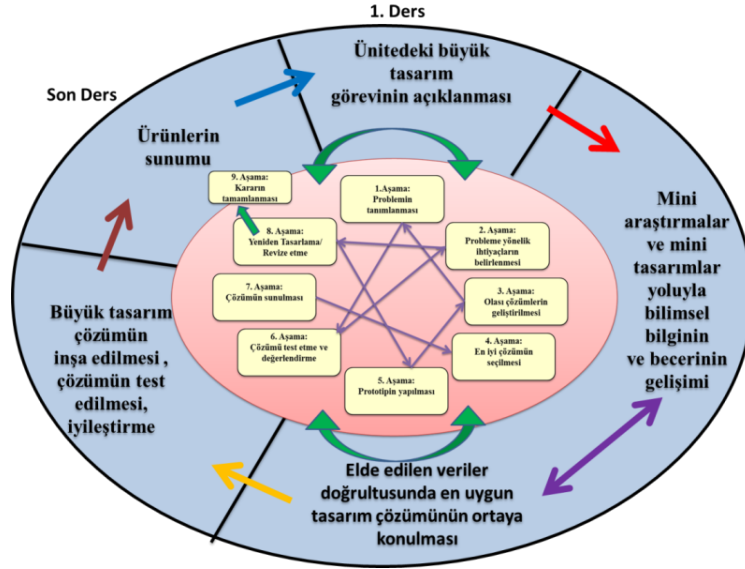 1. Ders
Ünitedeki büyük
tasarım
görevinin açıklanması
Son Ders
Ürünlerin
sunumu
Mini
araştırmalar
ve mini
tasarımlar
yoluyla
bilimsel
bilginin
ve becerinin
gelişimi
Büyük tasarım
çözümün
inşa edilmesi ,
çözümün test
edilmesi,
iyileştirme
Elde edilen veriler
doğrultusunda en uygun
tasarım çözümünün ortaya
konulması
1.Aşama:
Problemin
tanımlanması
2. Aşama:
Probleme yönelik
ihtiyaçların
belirlenmesi
3. Aşama:
Olası çözümlerin
geliştirilmesi
4. Aşama:
En iyi çözümün
seçilmesi
5. Aşama:
Prototipin yapılması
6. Aşama:
Çözümü test etme ve
değerlendirme
7. Aşama:
Çözümün sunulması
8. Aşama:
Yeniden Tasarlama/
Revize etme
9. Aşama:
Kararın
tamamlanması